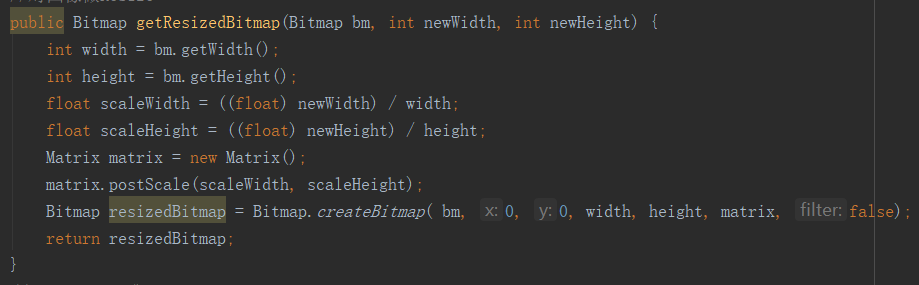 public Bitmap getResizedBitmap(Bitmap bm, int newWidth, int newHeight) {
int width = bm.getWidth();
int height = bm.getHeight();
float scaleWidth = ((float) newWidth) / width;
float scaleHeight = ((float) newHeight) / height;
Matrix matrix = new Matrix();
matrix.postScale(scaleWidth, scaleHeight);
Bitmap resizedBitmap = Bitmap.createBitmap( bm, x: 0, y: 0, width, height, matrix, filter: false);
return resizedBitmap;
}